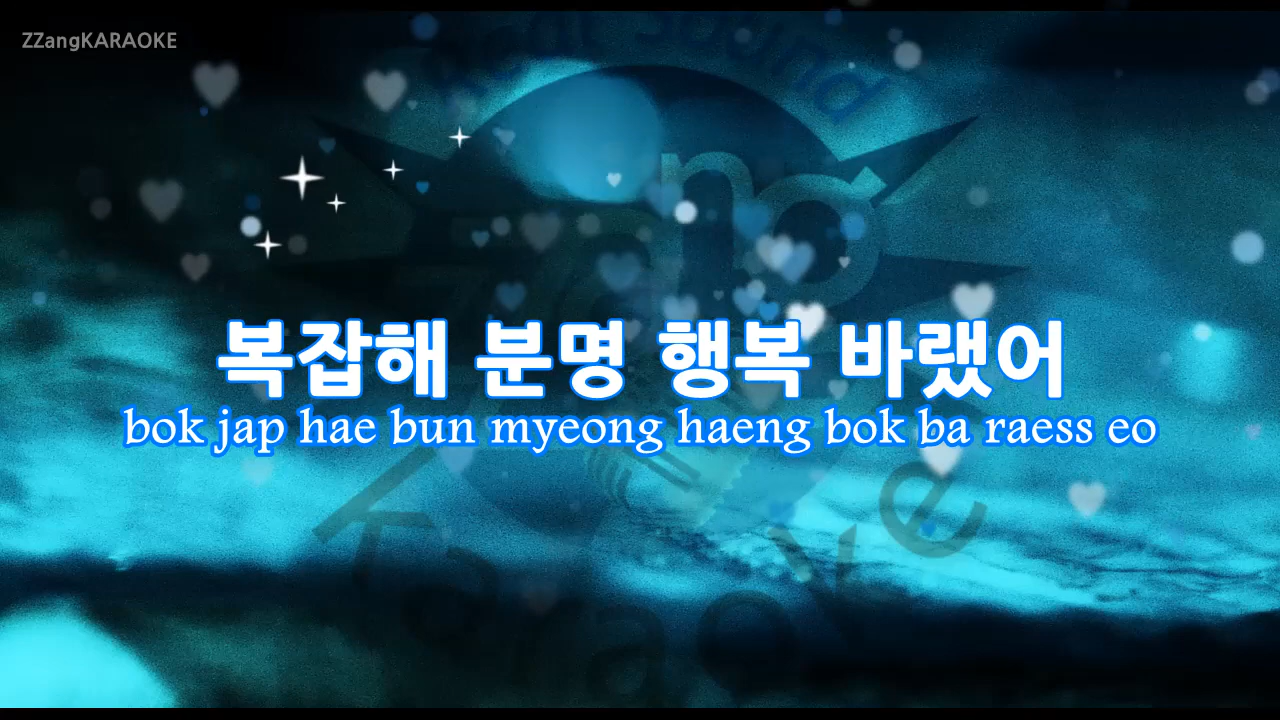 ZZangKARAOKE
복잡해 분명 행복 바랬어
bok jap hae bun myeong haeng bok ba raess eo
Karaoke